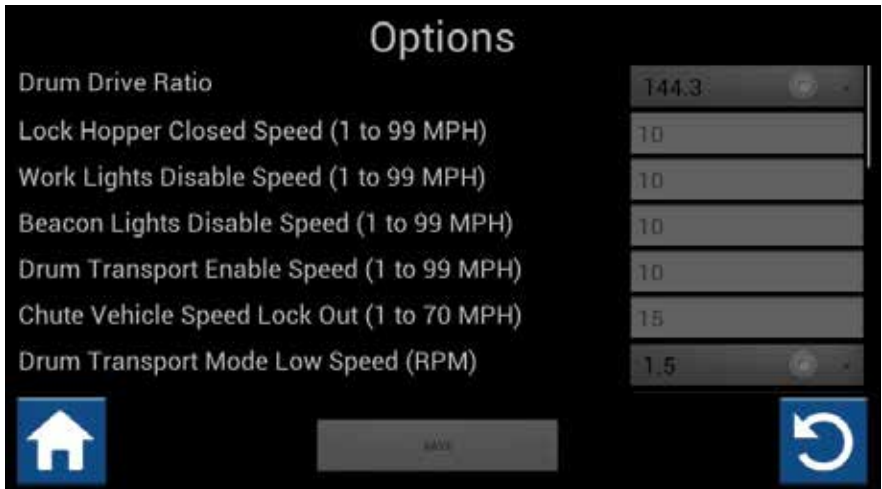 Options
Drum Drive Ratio 144.3
Lock Hopper Closed Speed (1 to 99 MPH) 10
Work Lights Disable Speed (1 to 99 MPH) 10
Beacon Lights Disable Speed (1 to 99 MPH) 10
Drum Transport Enable Speed (1 to 99 MPH) 10
Chute Vehicle Speed Lock Out (1 to 70 MPH) 15
Drum Transport Mode Low Speed (RPM) 1.5
SAVE